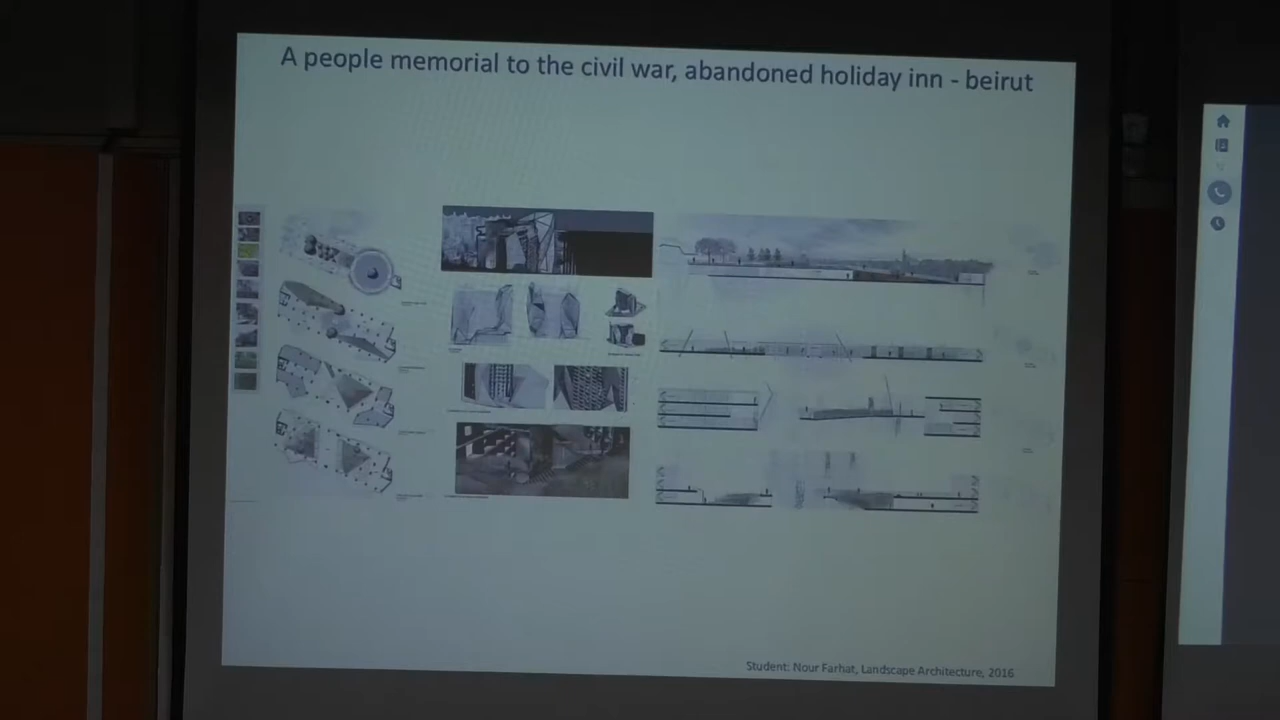 A people memorial to the civil war, abandoned holiday inn - beirut
Student: Nour Farhat, Landscape Architecture, 2016